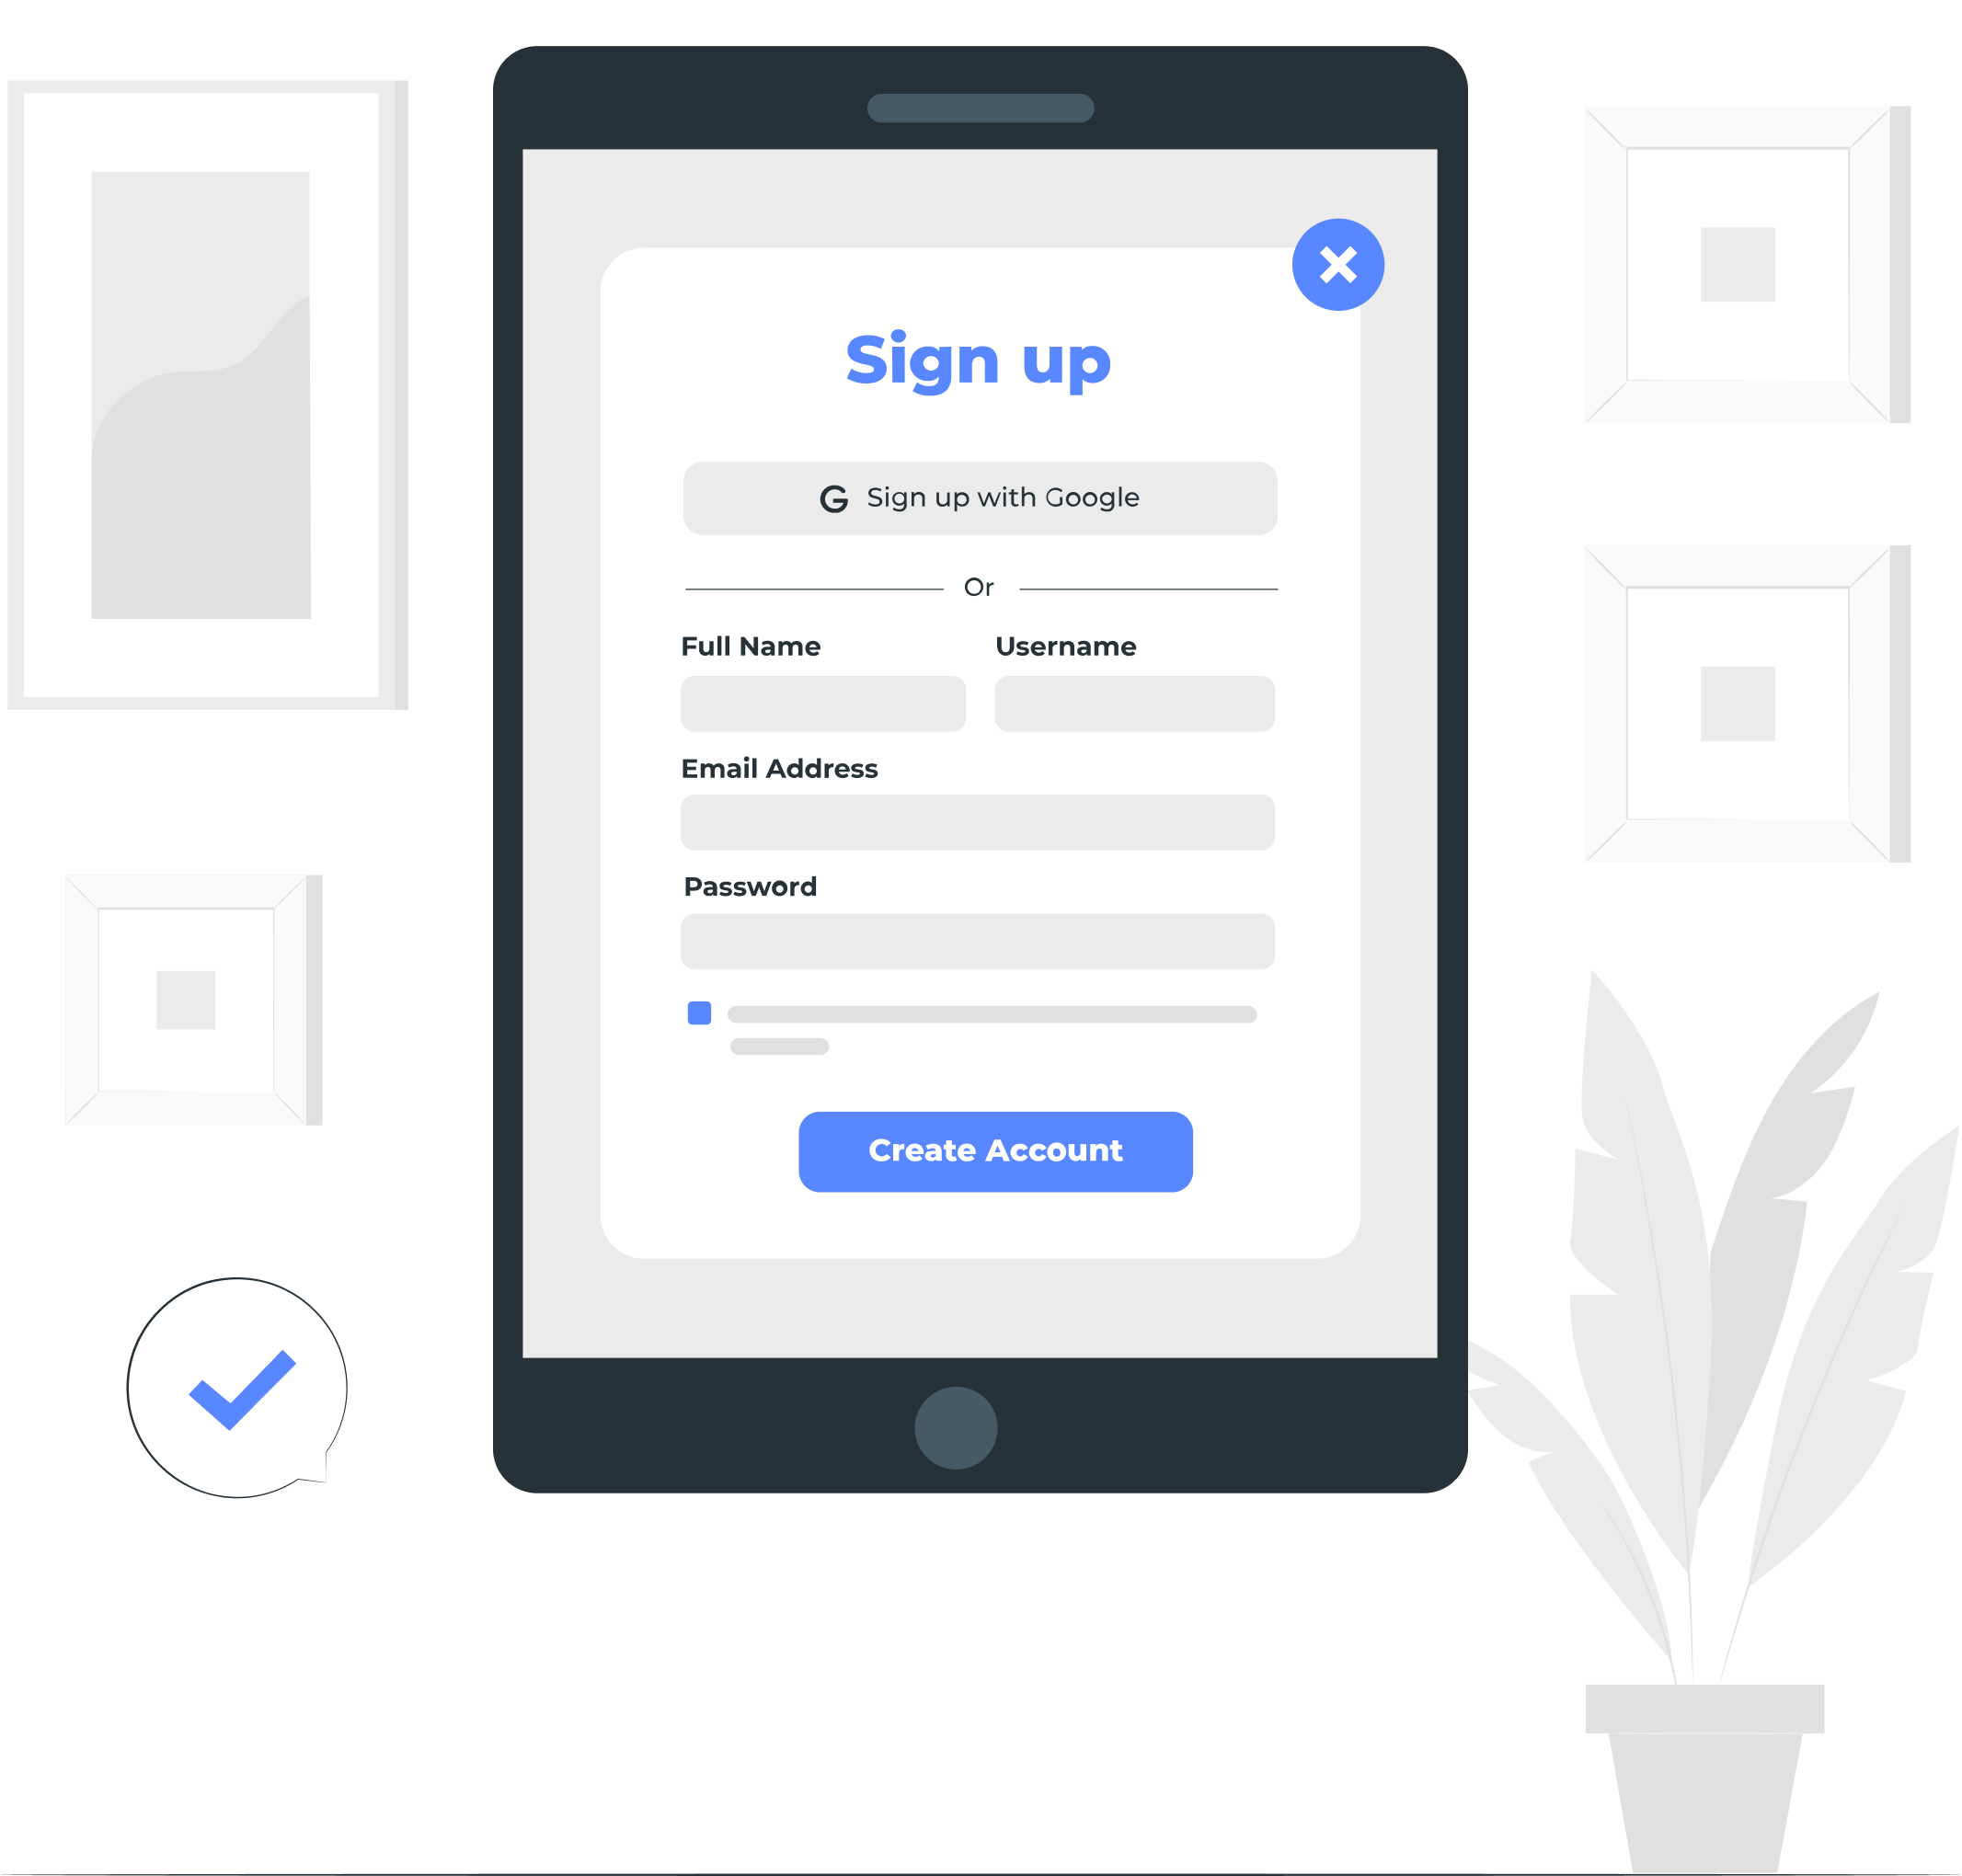 Sign up
G Sign up with Google
Or
Full Name Username
Email Address
Password
Create Account